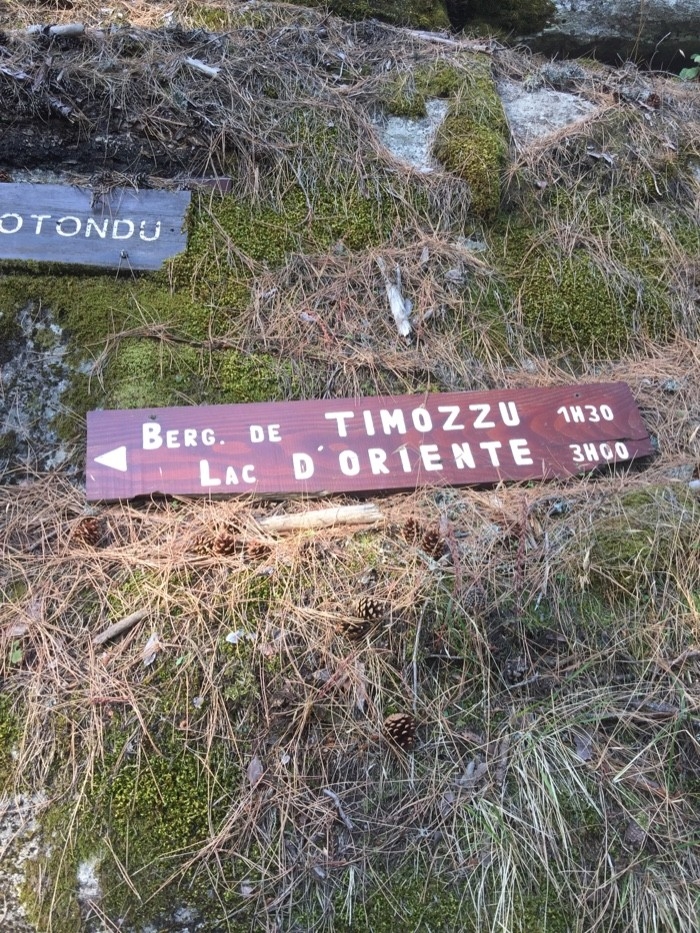 OTONDU
BERG. DE TIMOZZU 1H30
LAC D'ORIENTE 3H00